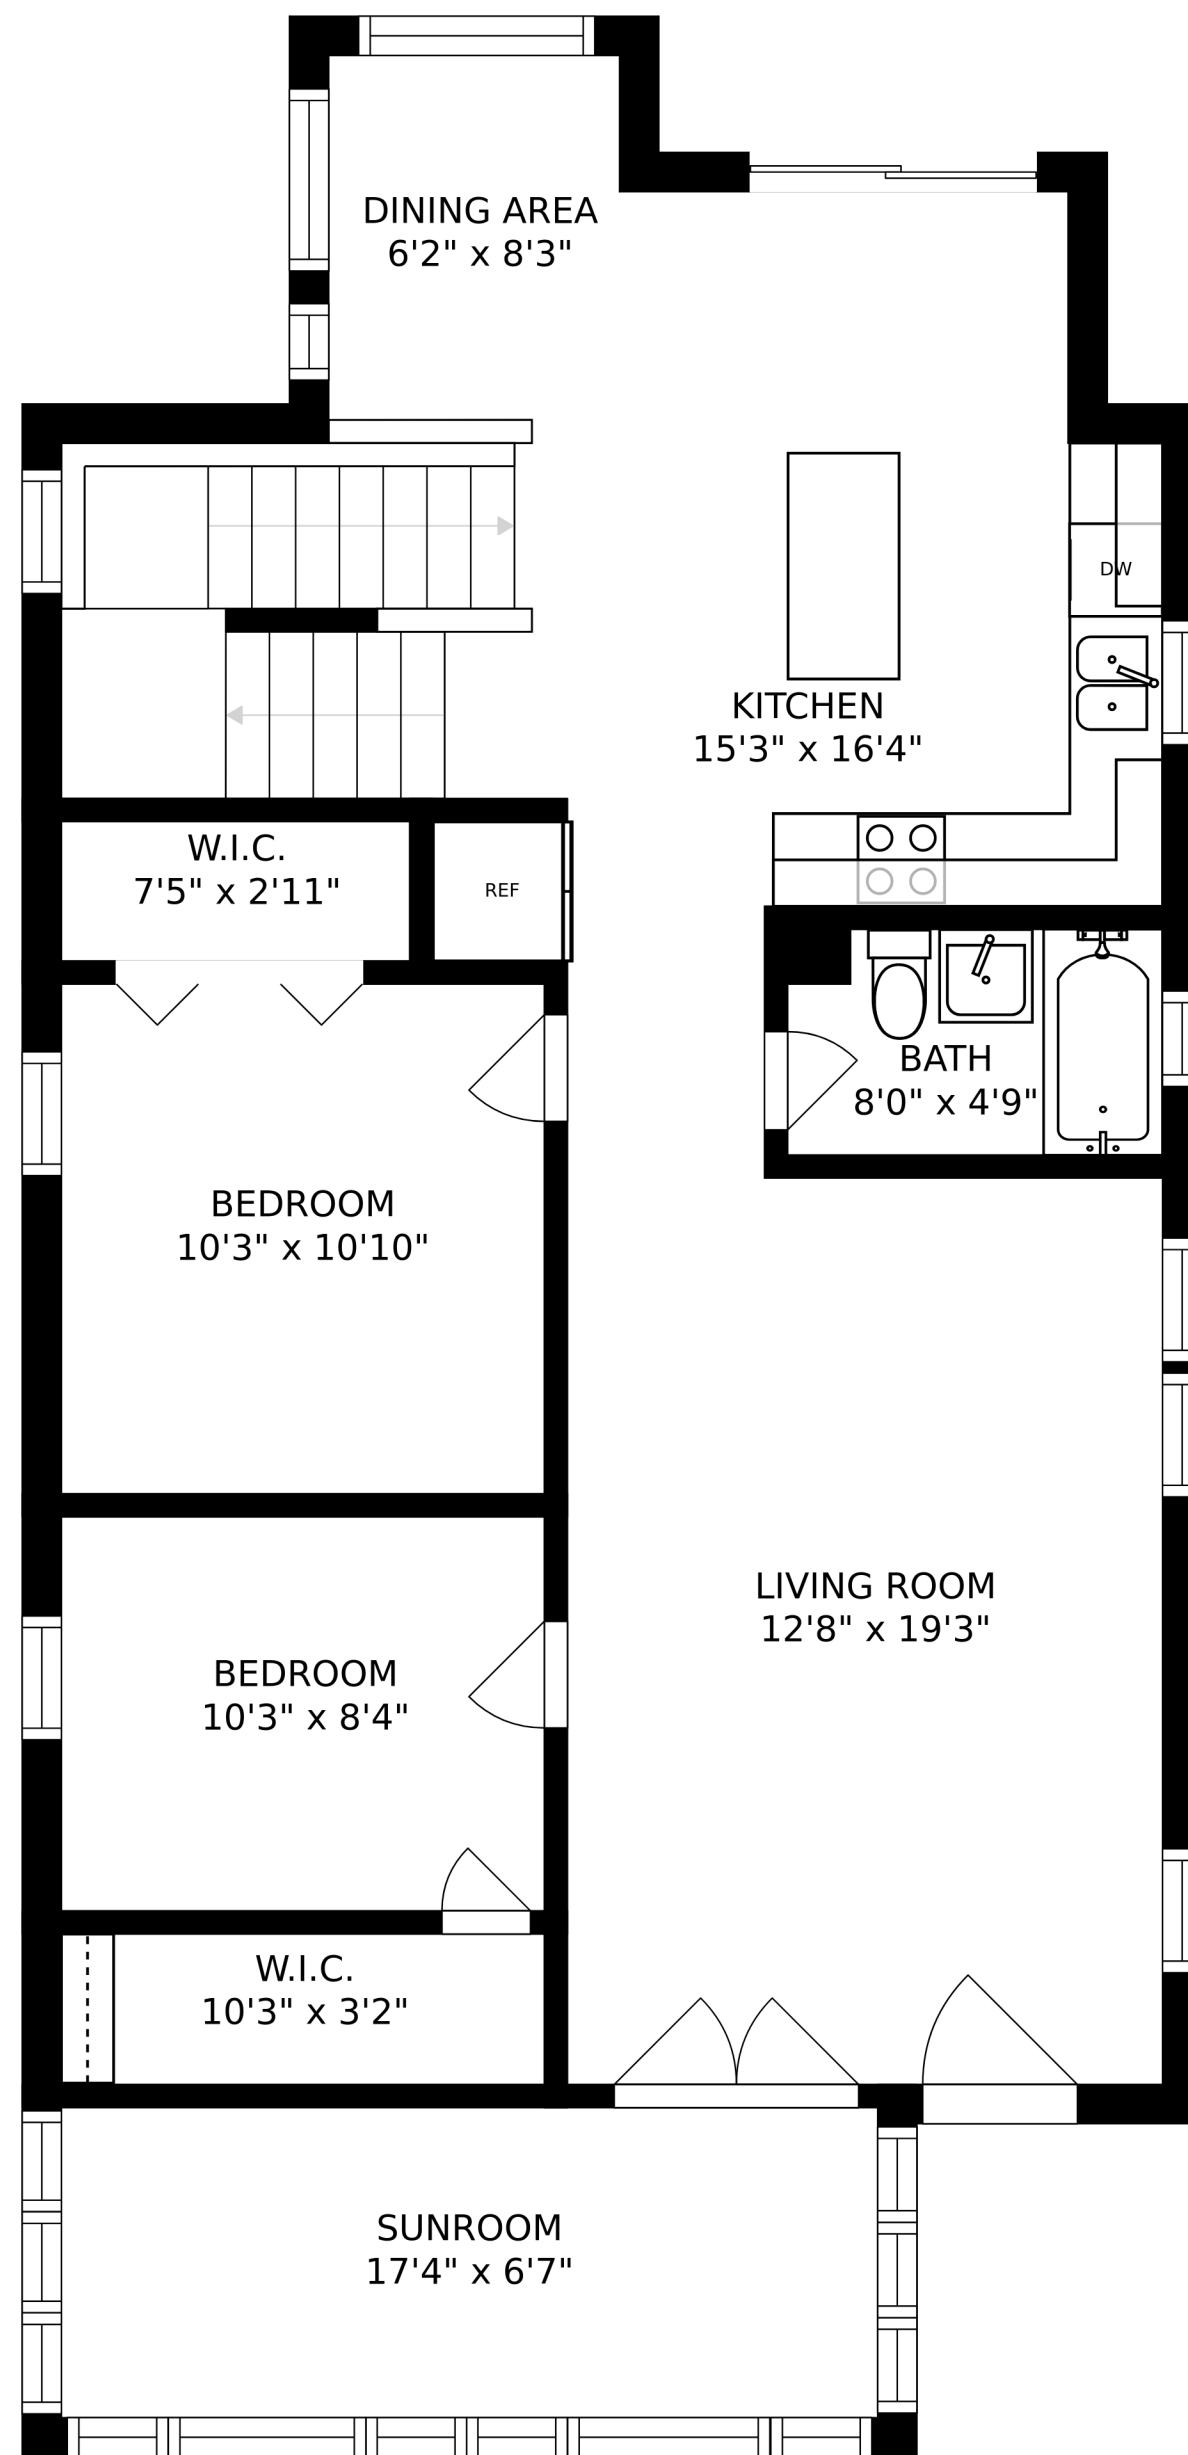 DINING AREA
6'2" x 8'3"
DW
KITCHEN
15'3" x 16'4"
W.I.C.
7'5" x 2'11"
REF
BATH
8'0" x 4'9"
BEDROOM
10'3" x 10'10"
LIVING ROOM
12'8" x 19'3"
BEDROOM
10'3" x 8'4"
W.I.C.
10'3" x 3'2"
SUNROOM
17'4" x 6'7"